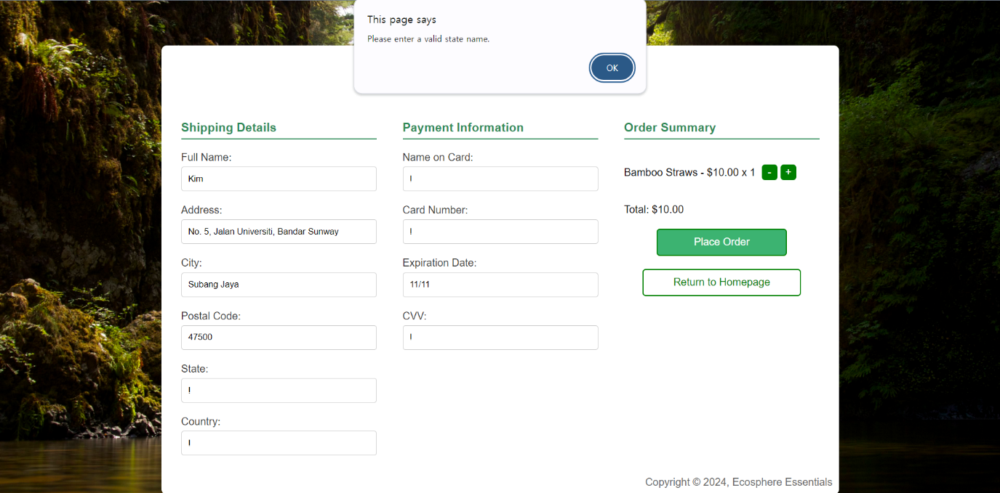 This page says
Please enter a valid state name.
OK
Shipping Details
Full Name:
Kim
Address:
No. 5, Jalan Universiti, Bandar Sunway
City:
Subang Jaya
Postal Code:
47500
State:
!
Country:
!
Payment Information
Name on Card:
!
Card Number:
!
Expiration Date:
11/11
CVV:
!
Order Summary
Bamboo Straws - $10.00 x 1 - +
Total: $10.00
Place Order
Return to Homepage
Copyright © 2024, Ecosphere Essentials